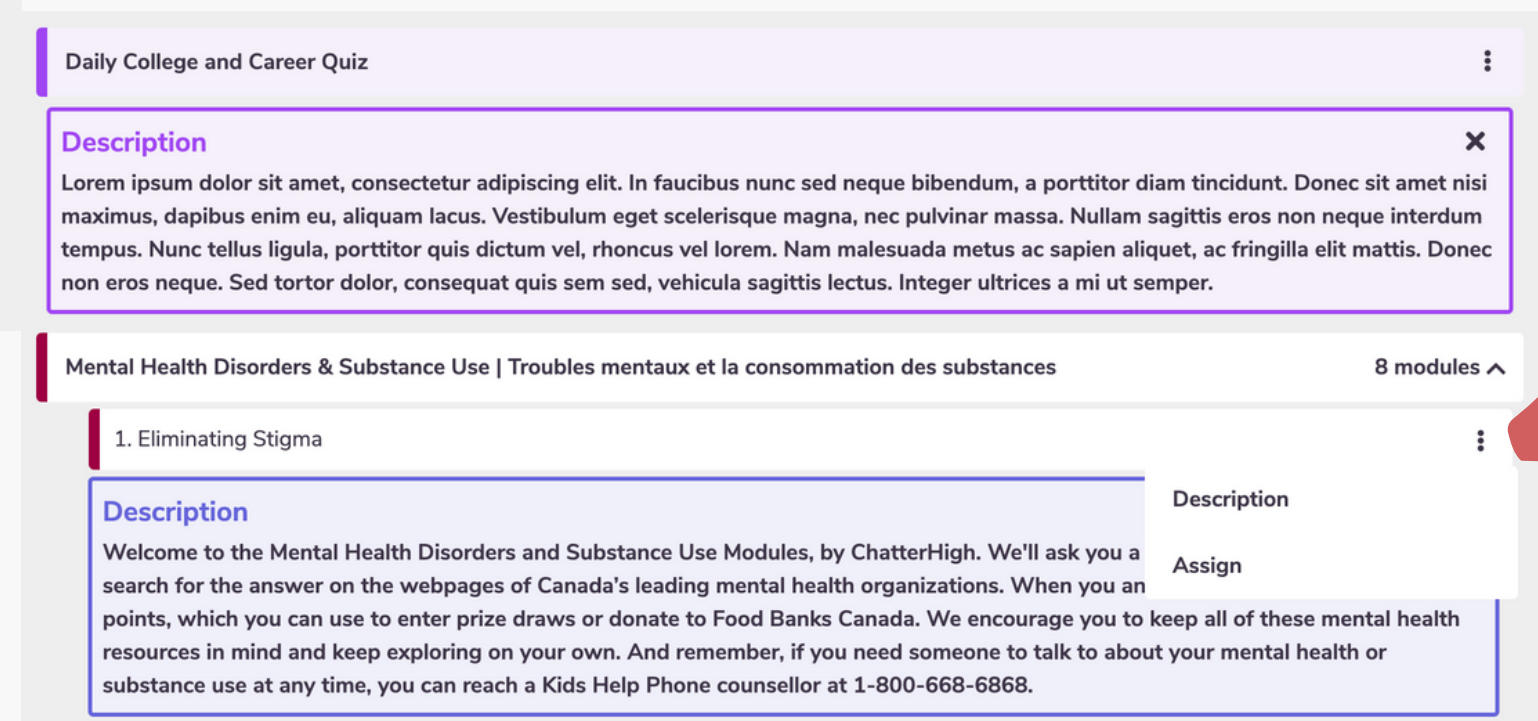 Daily College and Career Quiz
Description
Lorem ipsum dolor sit amet, consectetur adipiscing elit. In faucibus nunc sed neque bibendum, a porttitor diam tincidunt. Donec sit amet nisi
maximus, dapibus enim eu, aliquam lacus. Vestibulum eget scelerisque magna, nec pulvinar massa. Nullam sagittis eros non neque interdum
tempus. Nunc tellus ligula, porttitor quis dictum vel, rhoncus vel lorem. Nam malesuada metus ac sapien aliquet, ac fringilla elit mattis. Donec
non eros neque. Sed tortor dolor, consequat quis sem sed, vehicula sagittis lectus. Integer ultrices a mi ut semper.
Mental Health Disorders & Substance Use | Troubles mentaux et la consommation des substances 8 modules
1. Eliminating Stigma
Description
Description
Welcome to the Mental Health Disorders and Substance Use Modules, by ChatterHigh. We'll ask you a
Assign
search for the answer on the webpages of Canada's leading mental health organizations. When you an
points, which you can use to enter prize draws or donate to Food Banks Canada. We encourage you to keep all of these mental health
resources in mind and keep exploring on your own. And remember, if you need someone to talk to about your mental health or
substance use at any time, you can reach a Kids Help Phone counsellor at 1-800-668-6868.